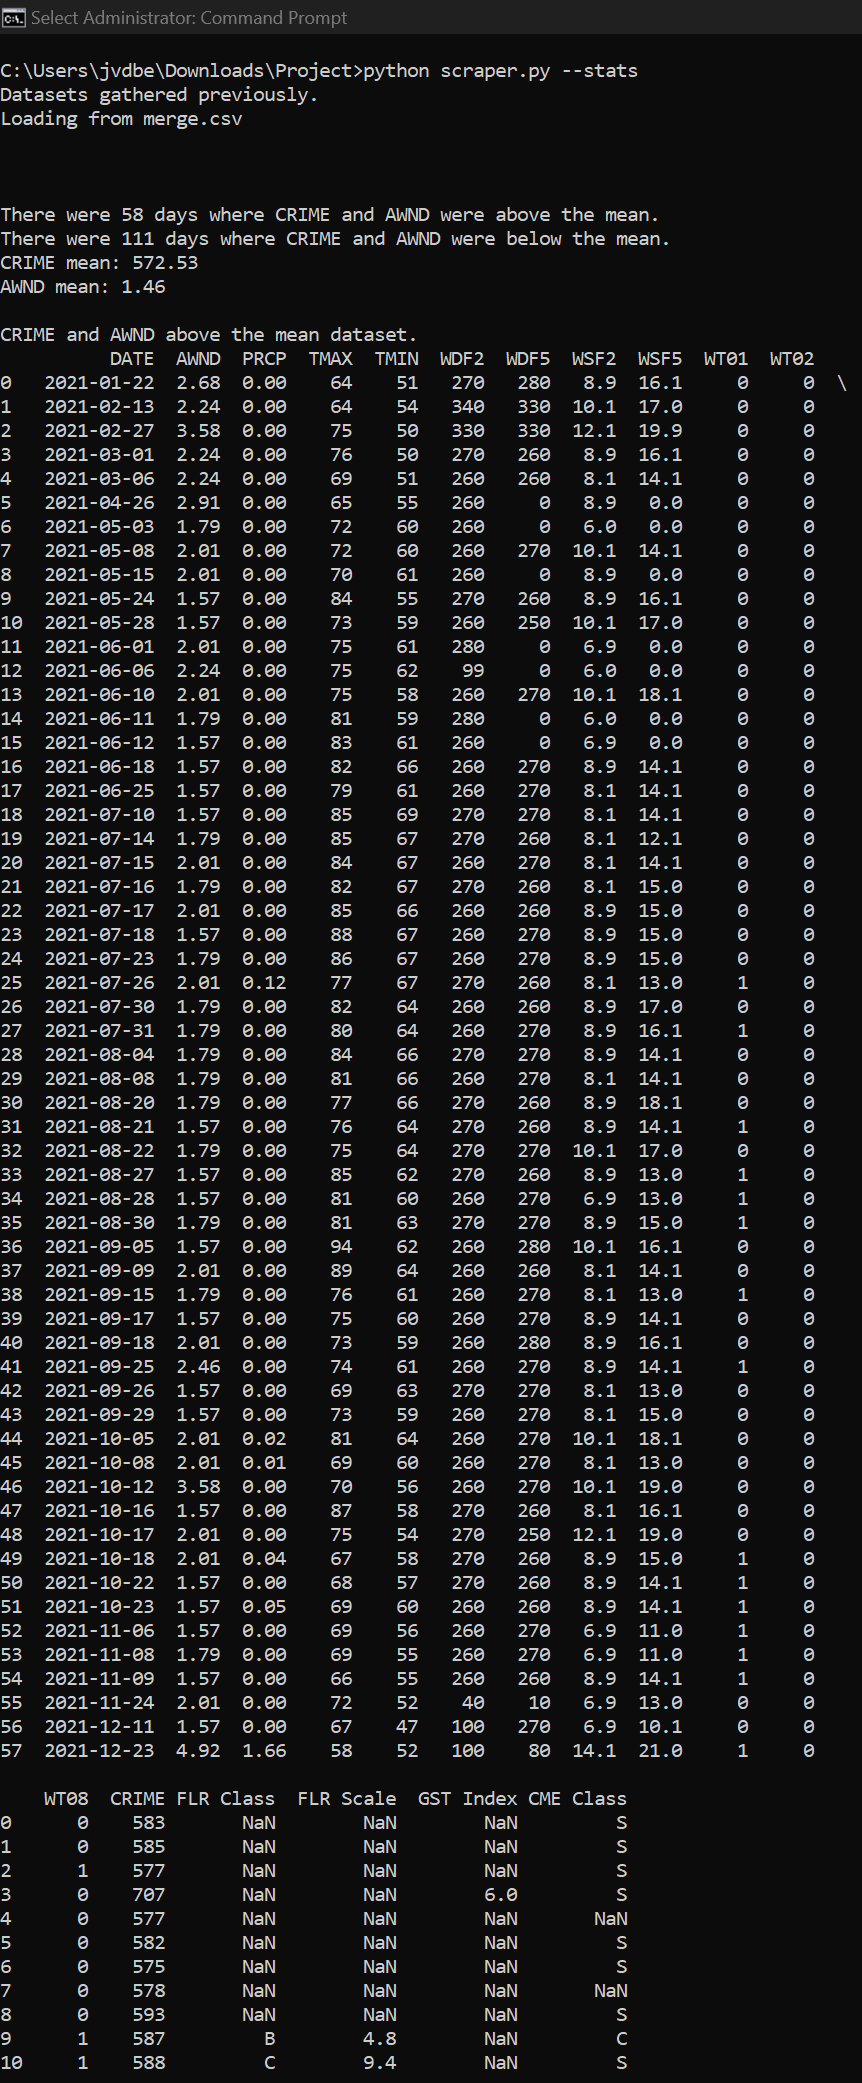 Select Administrator: Command Prompt
C:\Users\jvdbe\Downloads\Project>python scraper.py --stats
Datasets gathered previously.
Loading from merge.csv
There were 58 days where CRIME and AWND were above the mean.
There were 111 days where CRIME and AWND were below the mean.
CRIME mean: 572.53
AWND mean: 1.46
CRIME and AWND above the mean dataset.
DATE AWND PRCP TMAX TMIN WDF2 WDF5 WSF2 WSF5 WT01 WT02
0 2021-01-22 2.68 0.00 64 51 270 280 8.9 16.1 0 0 \
1 2021-02-13 2.24 0.00 64 54 340 330 10.1 17.0 0 0
2 2021-02-27 3.58 0.00 75 50 330 330 12.1 19.9 0 0
3 2021-03-01 2.24 0.00 76 50 270 260 8.9 16.1 0 0
4 2021-03-06 2.24 0.00 69 51 260 260 8.1 14.1 0 0
5 2021-04-26 2.91 0.00 65 55 260 0 8.9 0.0 0 0
6 2021-05-03 1.79 0.00 72 60 260 0 6.0 0.0 0 0
7 2021-05-08 2.01 0.00 72 60 260 270 10.1 14.1 0 0
8 2021-05-15 2.01 0.00 70 61 260 0 8.9 0.0 0 0
9 2021-05-24 1.57 0.00 84 55 270 260 8.9 16.1 0 0
10 2021-05-28 1.57 0.00 73 59 260 250 10.1 17.0 0 0
11 2021-06-01 2.01 0.00 75 61 280 0 6.9 0.0 0 0
12 2021-06-06 2.24 0.00 75 62 99 0 6.0 0.0 0 0
13 2021-06-10 2.01 0.00 75 58 260 270 10.1 18.1 0 0
14 2021-06-11 1.79 0.00 81 59 280 0 6.0 0.0 0 0
15 2021-06-12 1.57 0.00 83 61 260 0 6.9 0.0 0 0
16 2021-06-18 1.57 0.00 82 66 260 270 8.9 14.1 0 0
17 2021-06-25 1.57 0.00 79 61 260 270 8.1 14.1 0 0
18 2021-07-10 1.57 0.00 85 69 270 270 8.1 14.1 0 0
19 2021-07-14 1.79 0.00 85 67 270 260 8.1 12.1 0 0
20 2021-07-15 2.01 0.00 84 67 260 270 8.1 14.1 0 0
21 2021-07-16 1.79 0.00 82 67 270 260 8.1 15.0 0 0
22 2021-07-17 2.01 0.00 85 66 260 260 8.9 15.0 0 0
23 2021-07-18 1.57 0.00 88 67 260 270 8.9 15.0 0 0
24 2021-07-23 1.79 0.00 86 67 260 270 8.9 15.0 0 0
25 2021-07-26 2.01 0.12 77 67 270 260 8.1 13.0 1 0
26 2021-07-30 1.79 0.00 82 64 260 260 8.9 17.0 0 0
27 2021-07-31 1.79 0.00 80 64 260 270 8.9 16.1 1 0
28 2021-08-04 1.79 0.00 84 66 270 270 8.9 14.1 0 0
29 2021-08-08 1.79 0.00 81 66 260 270 8.1 14.1 0 0
30 2021-08-20 1.79 0.00 77 66 270 260 8.9 18.1 0 0
31 2021-08-21 1.57 0.00 76 64 270 260 8.9 14.1 1 0
32 2021-08-22 1.79 0.00 75 64 270 270 10.1 17.0 0 0
33 2021-08-27 1.57 0.00 85 62 270 260 8.9 13.0 1 0
34 2021-08-28 1.57 0.00 81 60 260 270 6.9 13.0 1 0
35 2021-08-30 1.79 0.00 81 63 270 270 8.9 15.0 1 0
36 2021-09-05 1.57 0.00 94 62 260 280 10.1 16.1 0 0
37 2021-09-09 2.01 0.00 89 64 260 260 8.1 14.1 0 0
38 2021-09-15 1.79 0.00 76 61 260 270 8.1 13.0 1 0
39 2021-09-17 1.57 0.00 75 60 260 270 8.9 14.1 0 0
40 2021-09-18 2.01 0.00 73 59 260 280 8.9 16.1 0 0
41 2021-09-25 2.46 0.00 74 61 260 270 8.9 14.1 1 0
42 2021-09-26 1.57 0.00 69 63 270 270 8.1 13.0 0 0
43 2021-09-29 1.57 0.00 73 59 260 270 8.1 15.0 0 0
44 2021-10-05 2.01 0.02 81 64 260 270 10.1 18.1 0 0
45 2021-10-08 2.01 0.01 69 60 260 270 8.1 13.0 0 0
46 2021-10-12 3.58 0.00 70 56 260 270 10.1 19.0 0 0
47 2021-10-16 1.57 0.00 87 58 270 260 8.1 16.1 0 0
48 2021-10-17 2.01 0.00 75 54 270 250 12.1 19.0 0 0
49 2021-10-18 2.01 0.04 67 58 270 260 8.9 15.0 1 0
50 2021-10-22 1.57 0.00 68 57 270 260 8.9 14.1 1 0
51 2021-10-23 1.57 0.05 69 60 260 260 8.9 14.1 1 0
52 2021-11-06 1.57 0.00 69 56 260 270 6.9 11.0 1 0
53 2021-11-08 1.79 0.00 69 55 260 270 6.9 11.0 1 0
54 2021-11-09 1.57 0.00 66 55 260 260 8.9 14.1 1 0
55 2021-11-24 2.01 0.00 72 52 40 10 6.9 13.0 0 0
56 2021-12-11 1.57 0.00 67 47 100 270 6.9 10.1 0 0
57 2021-12-23 4.92 1.66 58 52 100 80 14.1 21.0 1 0
WT08 CRIME FLR Class FLR Scale GST Index CME Class
0 0 583 NaN NaN NaN S
1 0 585 NaN NaN NaN S
2 1 577 NaN NaN NaN S
3 0 707 NaN NaN 6.0 S
4 0 577 NaN NaN NaN NaN
5 0 582 NaN NaN NaN S
6 0 575 NaN NaN NaN S
7 0 578 NaN NaN NaN NaN
8 0 593 NaN NaN NaN S
9 1 587 B 4.8 NaN C
10 1 588 C 9.4 NaN S